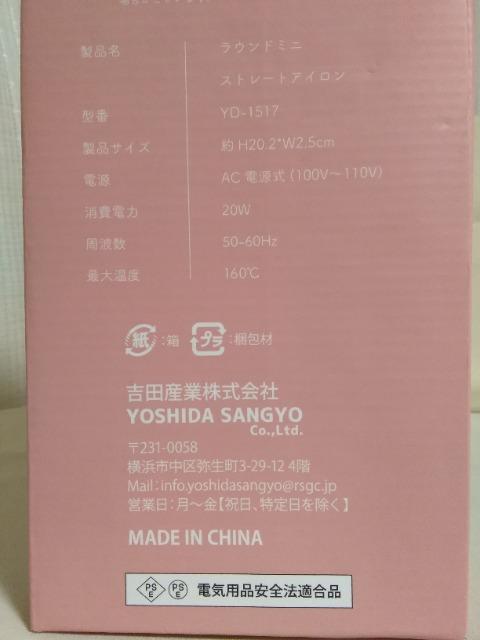 製品名 ラウンドミニ
ストレートアイロン
型番 YD-1517
製品サイズ 約 H20.2*W2.5cm
電源 AC 電源式 (100V～110V)
消費電力 20W
周波数 50-60Hz
最大温度 160℃
紙 :箱 プラ :梱包材
吉田産業株式会社
YOSHIDA SANGYO
Co.,Ltd.
〒231-0058
横浜市中区弥生町3-29-12 4階
Mail : info.yoshidasangyo@rsgc.jp
営業日 : 月～金【祝日、特定日を除く】
MADE IN CHINA
PSE PSE 電気用品安全法適合品